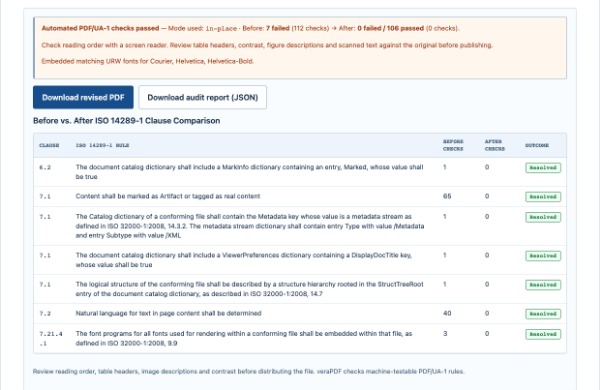 Automated PDF/UA-1 checks passed — Mode used: in-place · Before: 7 failed (112 checks) → After: 0 failed / 106 passed (0 checks).
Check reading order with a screen reader. Review table headers, contrast, figure descriptions and scanned text against the original before publishing.
Embedded matching URW fonts for Courier, Helvetica, Helvetica-Bold.
Download revised PDF Download audit report (JSON)
Before vs. After ISO 14289-1 Clause Comparison
CLAUSE ISO 14289-1 RULE BEFORE CHECKS AFTER CHECKS OUTCOME
6.2 The document catalog dictionary shall include a MarkInfo dictionary containing an entry, Marked, whose value shall 1 0 Resolved
be true
7.1 Content shall be marked as Artifact or tagged as real content 65 0 Resolved
7.1 The Catalog dictionary of a conforming file shall contain the Metadata key whose value is a metadata stream as 1 0 Resolved
defined in ISO 32000-1:2008, 14.3.2. The metadata stream dictionary shall contain entry Type with value /Metadata
and entry Subtype with value /XML
7.1 The document catalog dictionary shall include a ViewerPreferences dictionary containing a DisplayDocTitle key, 1 0 Resolved
whose value shall be true
7.1 The logical structure of the conforming file shall be described by a structure hierarchy rooted in the StructTreeRoot 1 0 Resolved
entry of the document catalog dictionary, as described in ISO 32000-1:2008, 14.7
7.2 Natural language for text in page content shall be determined 40 0 Resolved
7.21.4.1 The font programs for all fonts used for rendering within a conforming file shall be embedded within that file, as 3 0 Resolved
defined in ISO 32000-1:2008, 9.9
Review reading order, table headers, image descriptions and contrast before distributing the file. veraPDF checks machine-testable PDF/UA-1 rules.